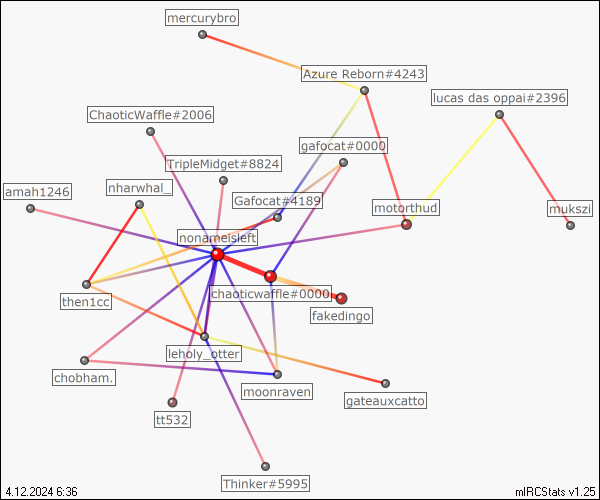 mercurybro
Azure Reborn#4243
lucas das oppai#2396
ChaoticWaffle#2006
gafocat#0000
TripleMidget#8824
nharwhal_
amah1246
Gafocat#4189
motorthud
mukszi
nonameisleft
chaoticwaffle#0000
then1cc
fakedingo
leholy_otter
chobham.
moonraven
gateauxcatto
tt532
Thinker#5995
4.12.2024 6:36
mIRCStats v1.25